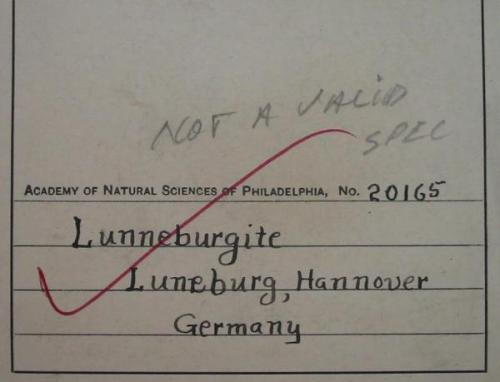 NOT A VALID
SPEC
ACADEMY OF NATURAL SCIENCES OF PHILADELPHIA, NO. 20165
Lunneburgite
Luneburg, Hannover
Germany